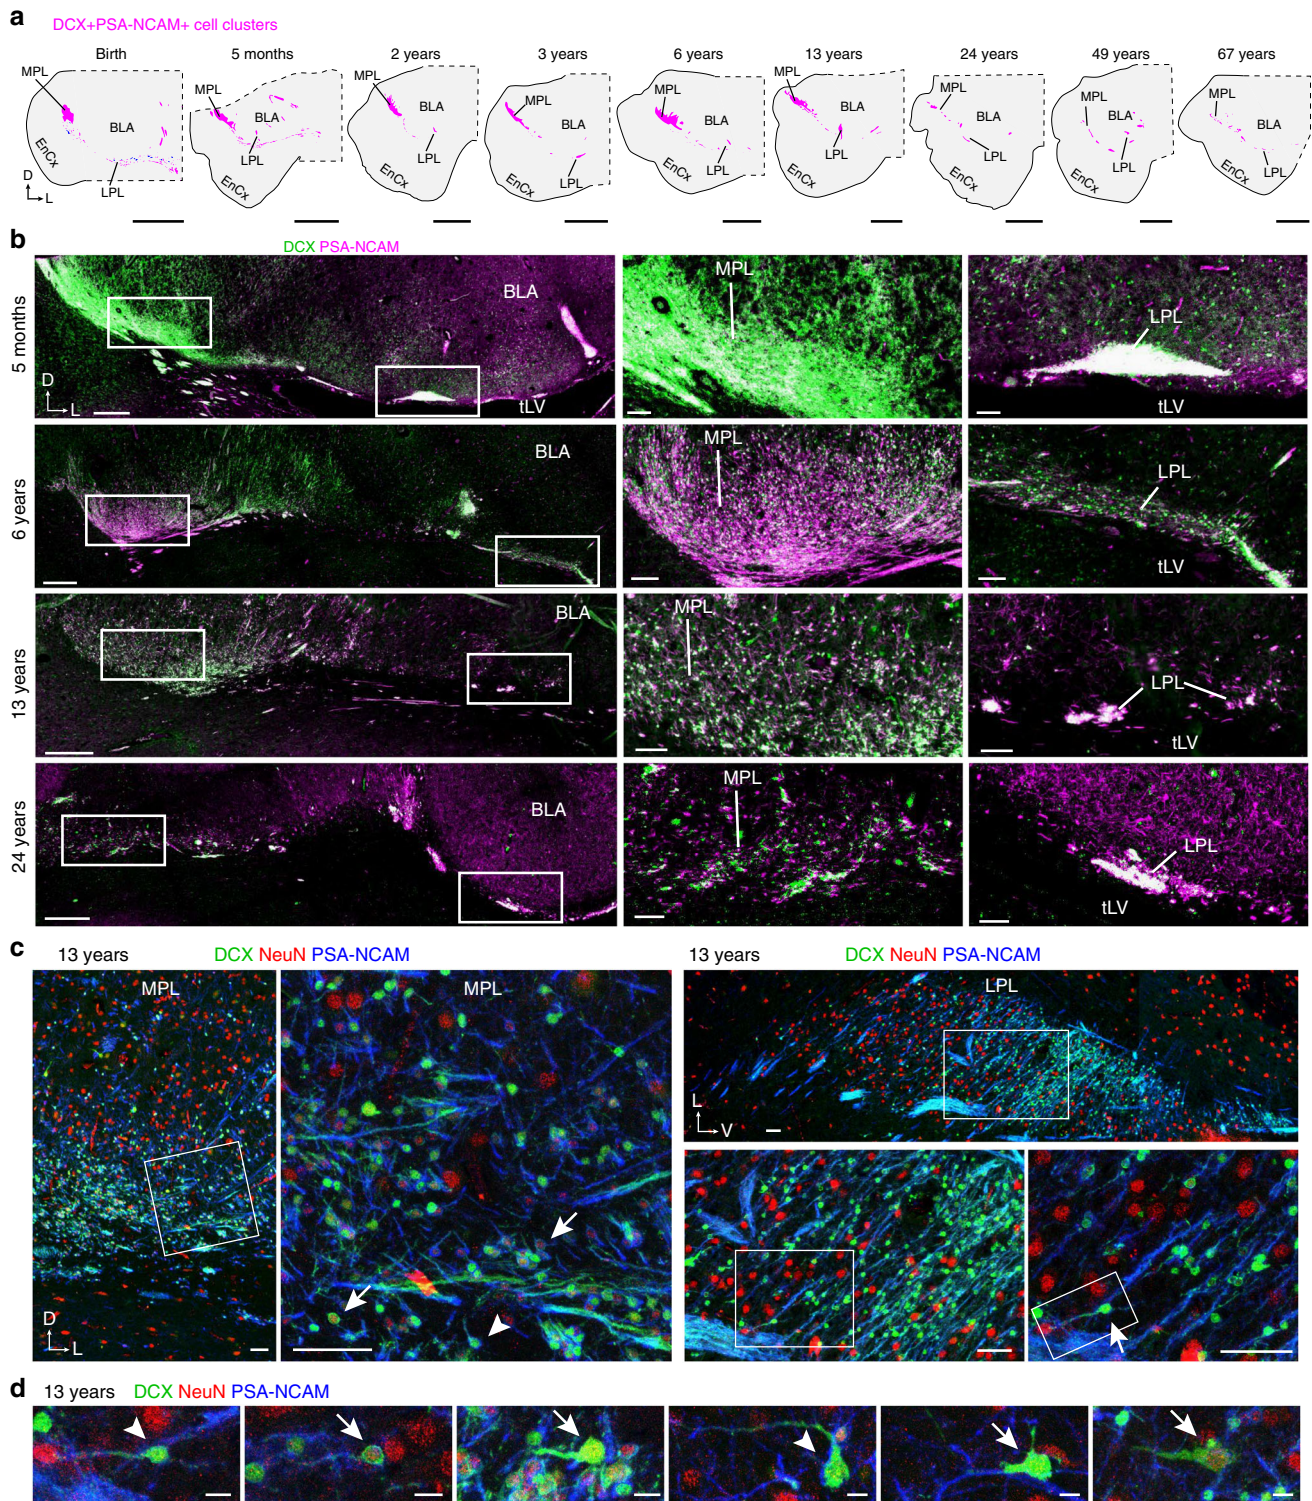 a
DCX+PSA-NCAM+ cell clusters
Birth 5 months 2 years 3 years 6 years 13 years 24 years 49 years 67 years
MPL BLA LPL EnCx
MPL BLA LPL EnCx
MPL BLA LPL EnCx
MPL BLA LPL EnCx
MPL BLA LPL EnCx
MPL BLA LPL EnCx
MPL BLA LPL EnCx
MPL BLA LPL EnCx
MPL BLA LPL EnCx
D
L
b
DCX PSA-NCAM
5 months
BLA
D
L
tLV
MPL
LPL
tLV
6 years
BLA
MPL
LPL
tLV
13 years
BLA
MPL
LPL
tLV
24 years
BLA
MPL
LPL
tLV
c
13 years DCX NeuN PSA-NCAM
MPL
D
L
MPL
13 years DCX NeuN PSA-NCAM
LPL
L
V
d
13 years DCX NeuN PSA-NCAM